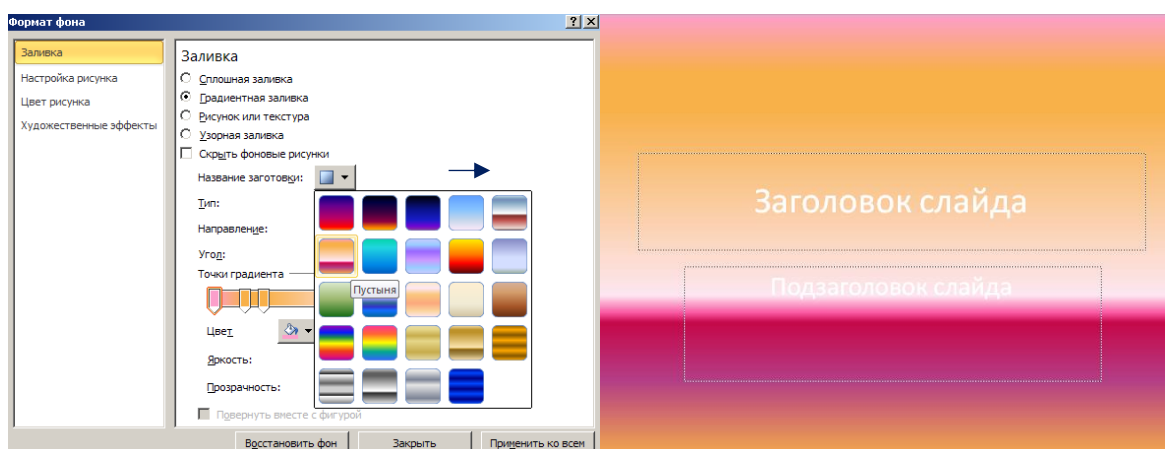 Формат фона
Заливка
Настройка рисунка
Цвет рисунка
Художественные эффекты
Заливка
Сплошная заливка
Градиентная заливка
Рисунок или текстура
Узорная заливка
Скрыть фоновые рисунки
Название заготовки:
Тип:
Направление:
Угол:
Точки градиента
Пустыня
Цвет
Яркость:
Прозрачность:
Повернуть вместе с фигурой
Восстановить фон
Закрыть
Применить ко всем
Заголовок слайда
Подзаголовок слайда